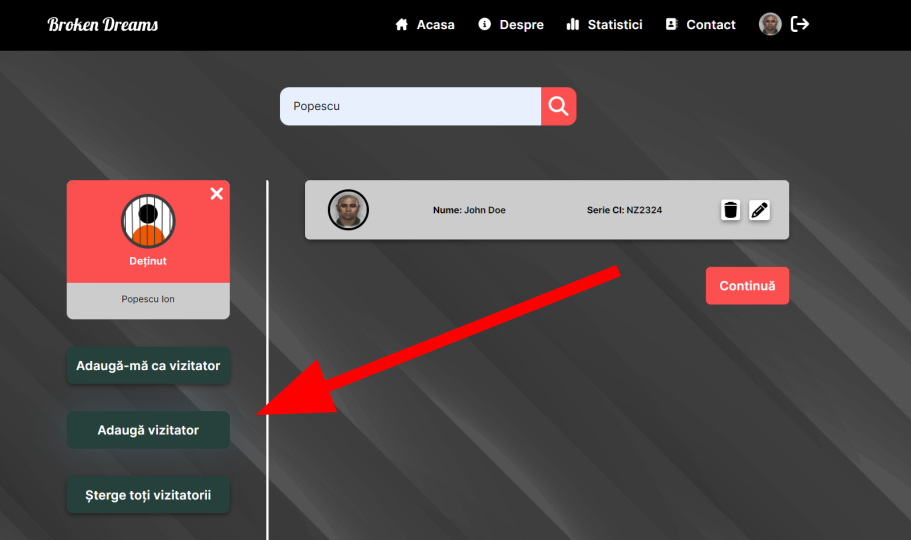 Broken Dreams
Acasa
Despre
Statistici
Contact
Popescu
Deținut
Popescu Ion
Nume: John Doe
Serie CI: NZ2324
Continuă
Adaugă-mă ca vizitator
Adaugă vizitator
Șterge toți vizitatorii